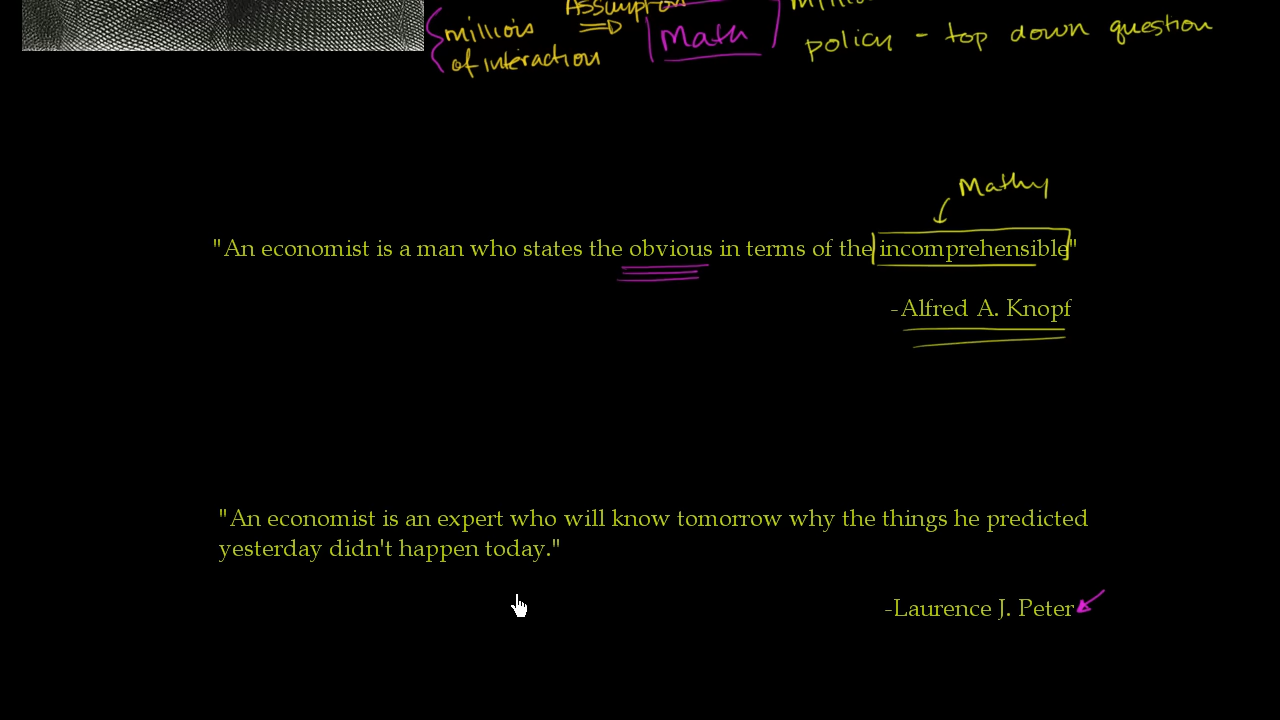 Assumption
millions
of interaction
Math
policy - top down question
Mathy
"An economist is a man who states the obvious in terms of the incomprehensible"
-Alfred A. Knopf
"An economist is an expert who will know tomorrow why the things he predicted
yesterday didn't happen today."
-Laurence J. Peter